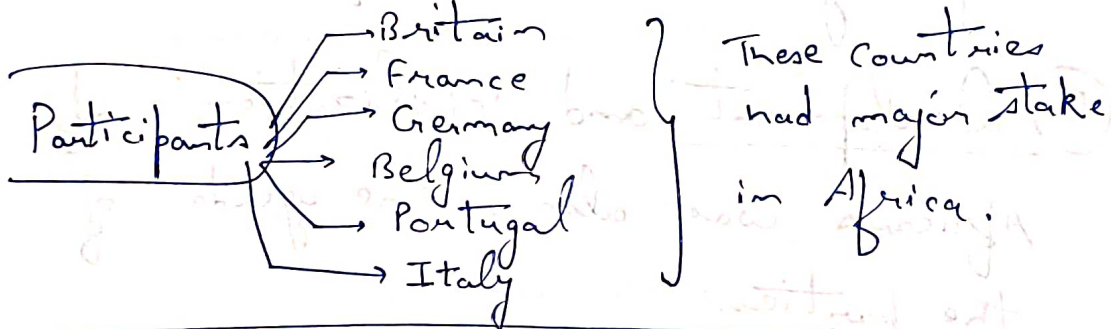 Participants
Britain
France
Germany
Belgium
Portugal
Italy
These countries
had major stake
in Africa.